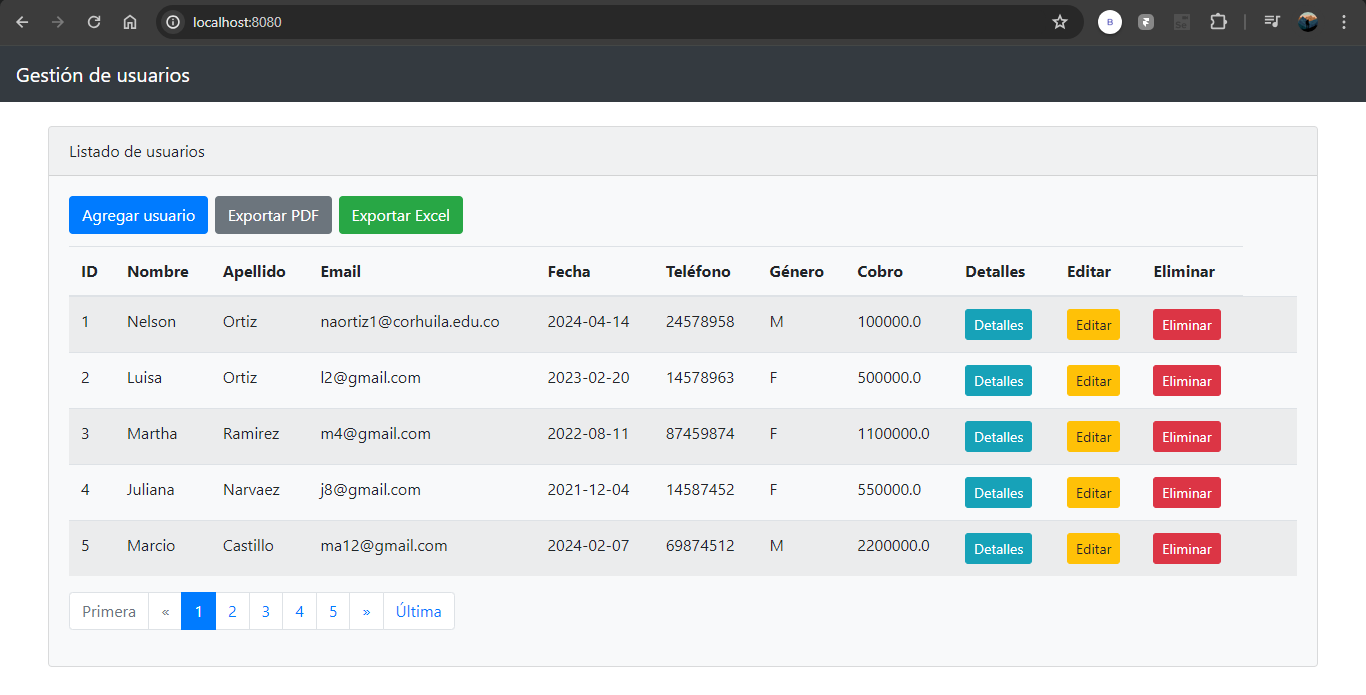 localhost:8080
B
Gestión de usuarios
Listado de usuarios
Agregar usuario Exportar PDF Exportar Excel
ID Nombre Apellido Email Fecha Teléfono Género Cobro Detalles Editar Eliminar
1 Nelson Ortiz naortiz1@corhuila.edu.co 2024-04-14 24578958 M 100000.0 Detalles Editar Eliminar
2 Luisa Ortiz l2@gmail.com 2023-02-20 14578963 F 500000.0 Detalles Editar Eliminar
3 Martha Ramirez m4@gmail.com 2022-08-11 87459874 F 1100000.0 Detalles Editar Eliminar
4 Juliana Narvaez j8@gmail.com 2021-12-04 14587452 F 550000.0 Detalles Editar Eliminar
5 Marcio Castillo ma12@gmail.com 2024-02-07 69874512 M 2200000.0 Detalles Editar Eliminar
Primera « 1 2 3 4 5 » Última